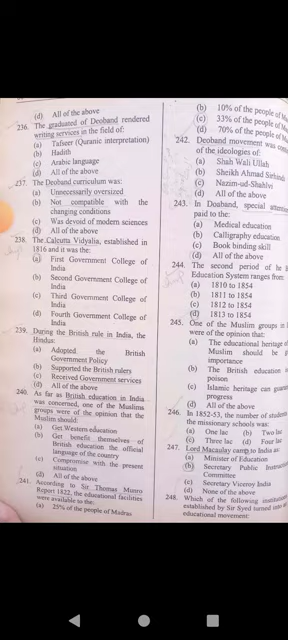 (d) All of the above
236. The graduated of Deoband rendered
writing services in the field of:
(a) Tafseer (Quranic interpretation)
(b) Hadith
(c) Arabic language
(d) All of the above
237. The Deoband curriculum was:
(a) Unnecessarily oversized
(b) Not compatible with the
changing conditions
(c) Was devoid of modern sciences
(d) All of the above
238. The Calcutta Vidyalia, established in
1816 and it was the:
(a) First Government College of
India
(b) Second Government College of
India
(c) Third Government College of
India
(d) Fourth Government College of
India
239. During the British rule in India, the
Hindus:
(a) Adopted the British
Government Policy
(b) Supported the British rulers
(c) Received Government services
(d) All of the above
240. As far as British education in India
was concerned, one of the Muslims
groups were of the opinion that the
Muslim should:
(a) Get Western education
(b) Get benefit themselves of
British education the official
language of the country
(c) Compromise with the present
situation
(d) All of the above
241. According to Sir Thomas Munro
Report 1822, the educational facilities
were available to the:
(a) 25% of the people of Madras
(b) 10% of the people of
(c) 33% of the people of
(d) 70% of the people of
242. Deoband movement was
of the ideologies of:
(a) Shah Wali Ullah
(b) Sheikh Ahmad Sirhindi
(c) Nazim-ud-Shahlvi
(d) All of the above
243. In Doaband, special
paid to the:
(a) Medical education
(b) Calligraphy education
(c) Book binding skill
(d) All of the above
244. The second period of
Education System ranges from
(a) 1810 to 1854
(b) 1811 to 1854
(c) 1812 to 1854
(d) 1813 to 1854
245. One of the Muslim groups in
were of the opinion that:
(a) The educational heritage of
Muslim should be
importance
(b) The British education is
poison
(c) Islamic heritage can
progress
(d) All of the above
246. In 1852-53, the number of students
the missionary schools was:
(a) One lac (b) Two lac
(c) Three lac (d) Four lac
247. Lord Macaulay came to India as:
(a) Minister of Education
(b) Secretary Public
Committee
(c) Secretary Viceroy India
(d) None of the above
248. Which of the following
established by Sir Syed turned
educational movement: